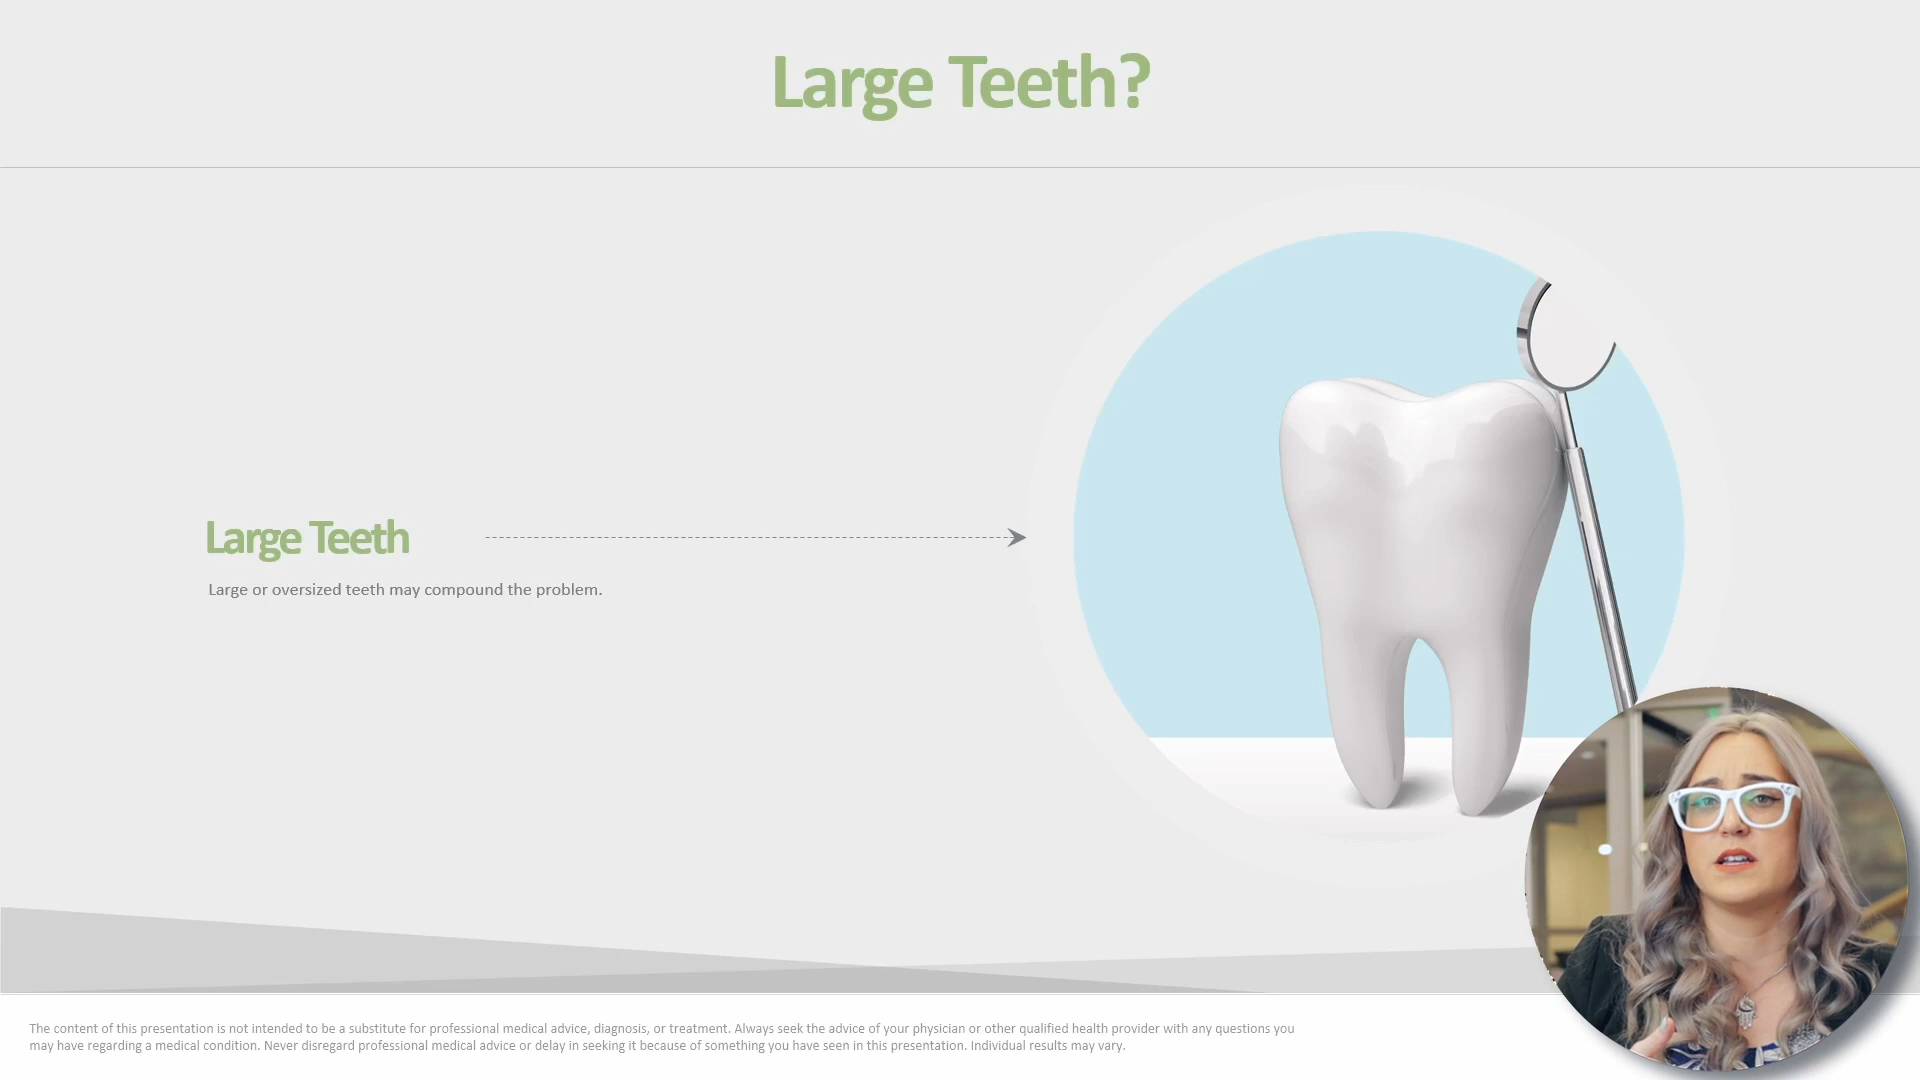 Large Teeth?
Large Teeth
Large or oversized teeth may compound the problem.
The content of this presentation is not intended to be a substitute for professional medical advice, diagnosis, or treatment. Always seek the advice of your physician or other qualified health provider with any questions you
may have regarding a medical condition. Never disregard professional medical advice or delay in seeking it because of something you have seen in this presentation. Individual results may vary.